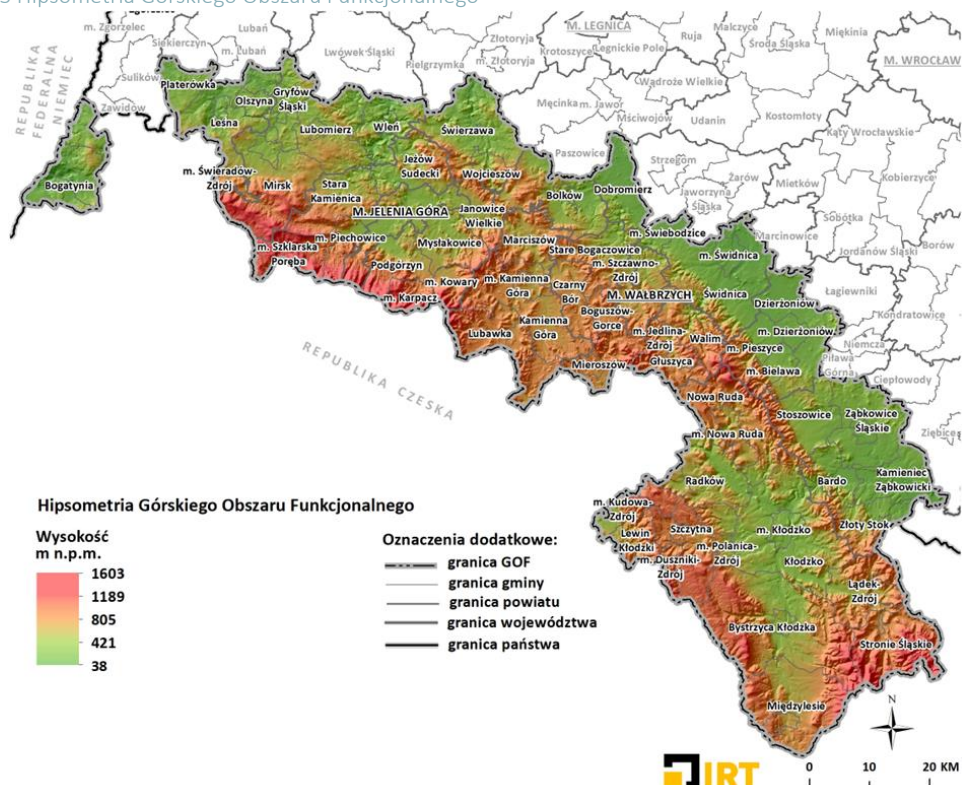 Hipsometria Górskiego Obszaru Funkcjonalnego
Zgorzelec
m. Zgorzelec
Lubań
Siekierczyn
m. Lubań
Sulików
Zawidów
Lwówek Śląski
Pielgrzymka
Złotoryja
m. Złotoryja
M. LEGNICA
Krotoszyce
Legnickie Pole
Ruja
Malczyce
Środa Śląska
Miękinia
M. WROCŁAW
Męcinka
m. Jawor
Mściwojów
Wądroże Wielkie
Udanin
Kostomłoty
Kąty Wrocławskie
Kobierzyce
Paszowice
Strzegom
Żarów
Jaworzyna
Śląska
Mietków
Sobótka
Marcinowice
Jordanów Śląski
Borów
Łagiewniki
Kondratowice
Niemcza
Piława
Górna
Ciepłowody
Ziębice
REPUBLIKA
FEDERALNA
NIEMIEC
Bogatynia
Platerówka
Olszyna
Gryfów
Śląski
Leśna
Lubomierz
Wleń
Świerzawa
m. Świeradów-
Zdrój
Mirsk
Stara
Kamienica
Jeżów
Sudecki
Wojcieszów
Bolków
Dobromierz
M. JELENIA GÓRA
Janowice
Wielkie
m. Szklarska
Poręba
m. Piechowice
Mysłakowice
Marciszów
Stare Bogaczowice
m. Świebodzice
m. Świdnica
Podgórzyn
m. Kowary
m. Karpacz
m. Kamienna
Góra
Czarny
Bór
m. Szczawno-
Zdrój
M. WAŁBRZYCH
Świdnica
Dzierżoniów
Boguszów-
Gorce
Lubawka
Kamienna
Góra
m. Jedlina-
Zdrój
Walim
m. Dzierżoniów
m. Pieszyce
Mieroszów
Głuszyca
m. Bielawa
REPUBLIKA CZESKA
Nowa Ruda
Stoszowice
Ząbkowice
Śląskie
m. Nowa Ruda
Radków
Bardo
Kamieniec
Ząbkowicki
m. Kudowa-
Zdrój
Szczytna
Złoty Stok
Lewin
Kłodzki
m. Kłodzko
m. Polanica-
Zdrój
m. Duszniki-
Zdrój
Kłodzko
Lądek-
Zdrój
Bystrzyca Kłodzka
Stronie Śląskie
Międzylesie
Hipsometria Górskiego Obszaru Funkcjonalnego
Wysokość
m n.p.m.
1603
1189
805
421
38
Oznaczenia dodatkowe:
granica GOF
granica gminy
granica powiatu
granica województwa
granica państwa
N
IRT
0 10 20 KM